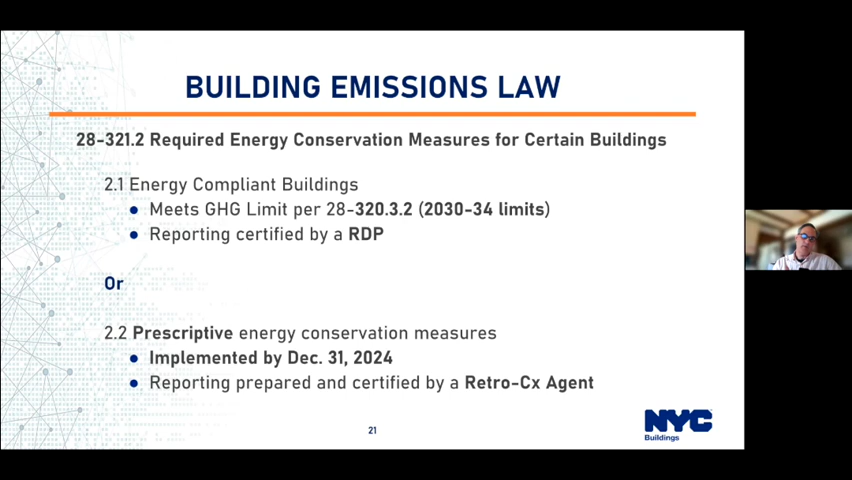 BUILDING EMISSIONS LAW
28-321.2 Required Energy Conservation Measures for Certain Buildings
2.1 Energy Compliant Buildings
● Meets GHG Limit per 28-320.3.2 (2030-34 limits)
● Reporting certified by a RDP
Or
2.2 Prescriptive energy conservation measures
● Implemented by Dec. 31, 2024
● Reporting prepared and certified by a Retro-Cx Agent
21
NYC
Buildings